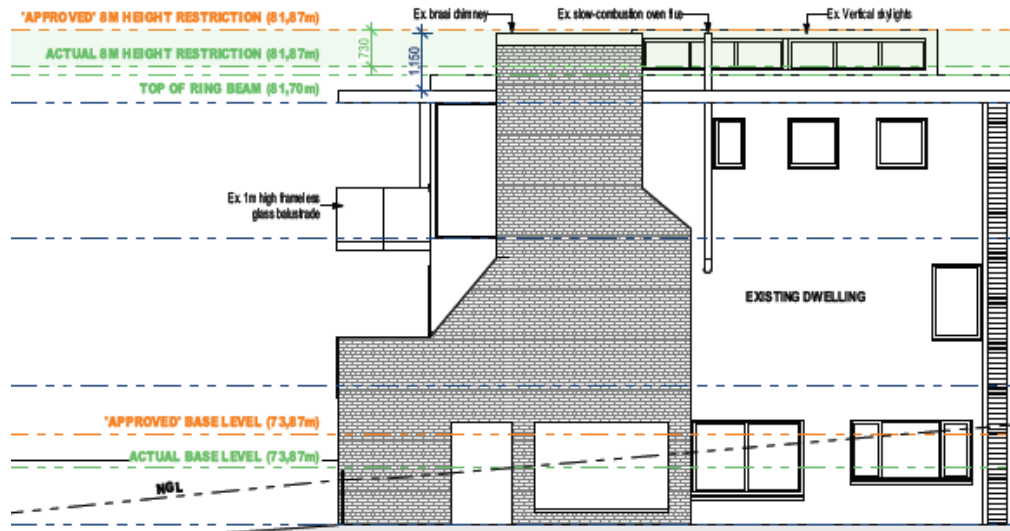 "APPROVED" 8M HEIGHT RESTRICTION (81,87m)
Ex. braai chimney
Ex. slow-combustion oven flue
Ex. Vertical skylights
ACTUAL 8M HEIGHT RESTRICTION (81,87m)
730
1,150
TOP OF RING BEAM (81,70m)
Ex. 1m high frameless
glass balustrade
EXISTING DWELLING
"APPROVED" BASE LEVEL (73,87m)
ACTUAL BASE LEVEL (73,87m)
NGL